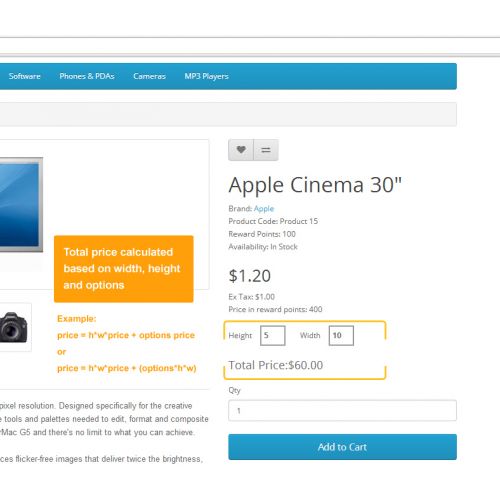 Software Phones & PDAs Cameras MP3 Players
Apple Cinema 30"
Brand: Apple
Product Code: Product 15
Reward Points: 100
Availability: In Stock
$1.20
Ex Tax: $1.00
Price in reward points: 400
Height 5 Width 10
Total Price:$60.00
Qty
1
Add to Cart
Total price calculated
based on width, height
and options
Example:
price = h*w*price + options price
or
price = h*w*price + (options*h*w)
pixel resolution. Designed specifically for the creative
tools and palettes needed to edit, format and composite
Mac G5 and there's no limit to what you can achieve.
ces flicker-free images that deliver twice the brightness,